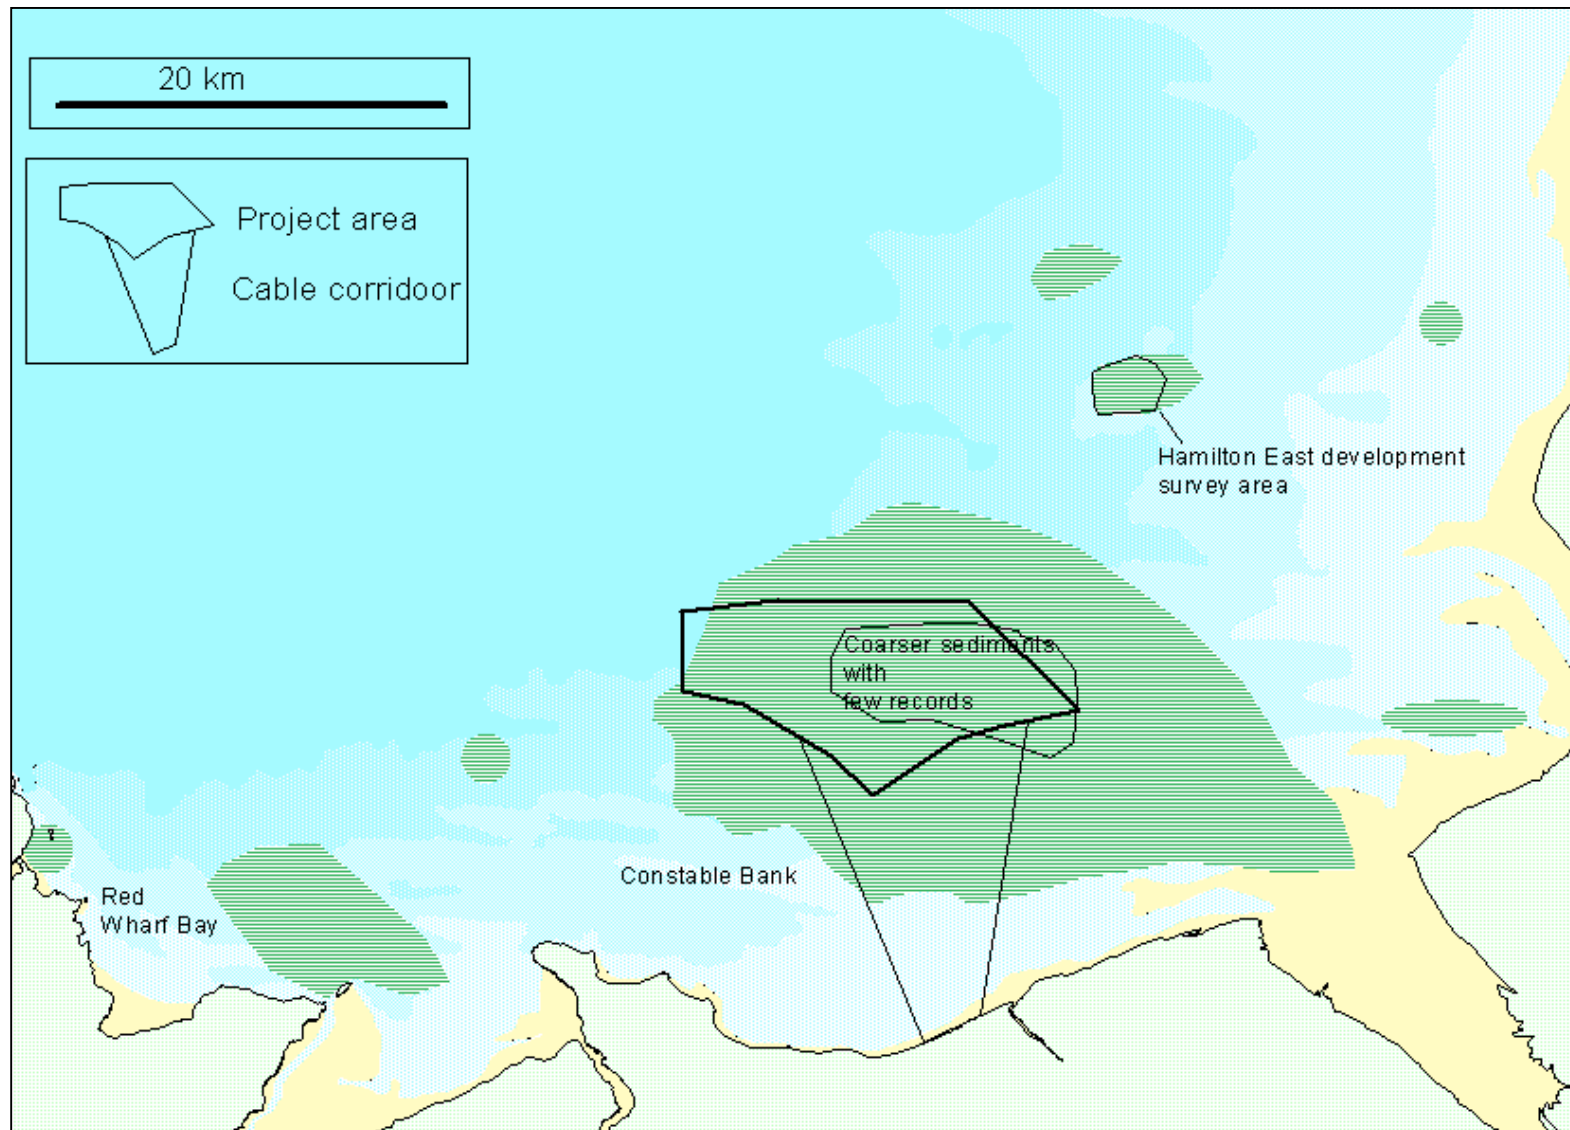 20 km
Project area
Cable corridoor
Hamilton East development
survey area
Coarser sediments
with
few records
Constable Bank
?
Red
Wharf Bay